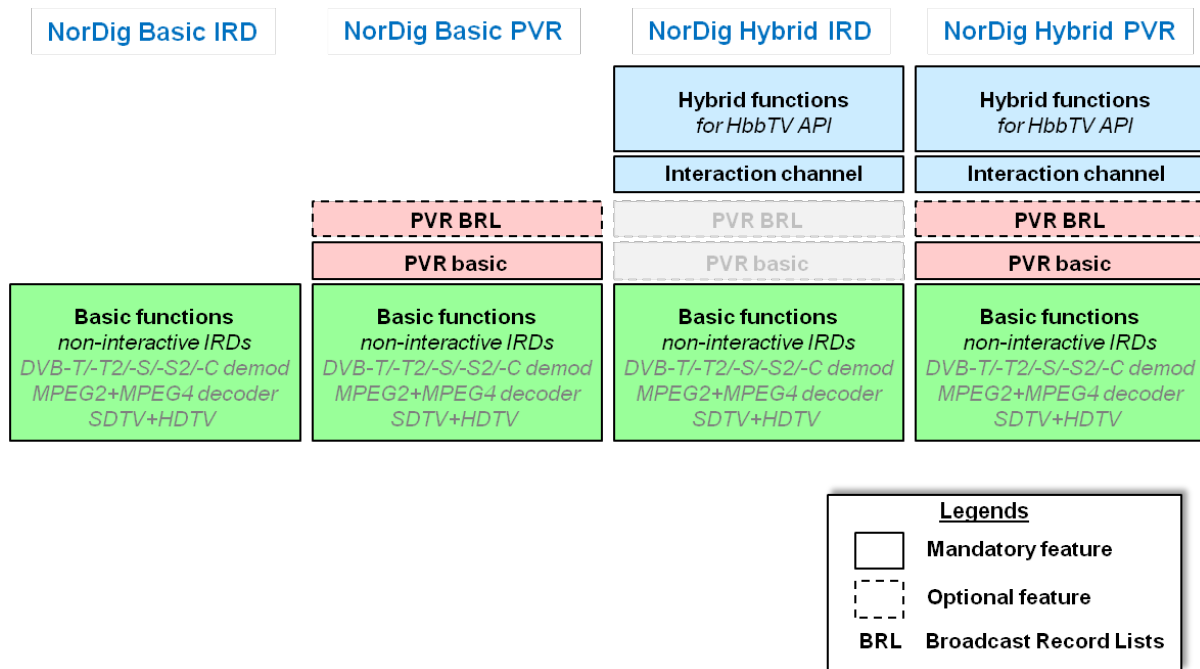 NorDig Basic IRD
NorDig Basic PVR
NorDig Hybrid IRD
NorDig Hybrid PVR
Hybrid functions
for HbbTV API
Hybrid functions
for HbbTV API
Interaction channel
Interaction channel
PVR BRL
PVR BRL
PVR BRL
PVR basic
PVR basic
PVR basic
Basic functions
non-interactive IRDs
DVB-T/-T2/-S/-S2/-C demod
MPEG2+MPEG4 decoder
SDTV+HDTV
Basic functions
non-interactive IRDs
DVB-T/-T2/-S/-S2/-C demod
MPEG2+MPEG4 decoder
SDTV+HDTV
Basic functions
non-interactive IRDs
DVB-T/-T2/-S/-S2/-C demod
MPEG2+MPEG4 decoder
SDTV+HDTV
Basic functions
non-interactive IRDs
DVB-T/-T2/-S/-S2/-C demod
MPEG2+MPEG4 decoder
SDTV+HDTV
Legends
Mandatory feature
Optional feature
BRL Broadcast Record Lists